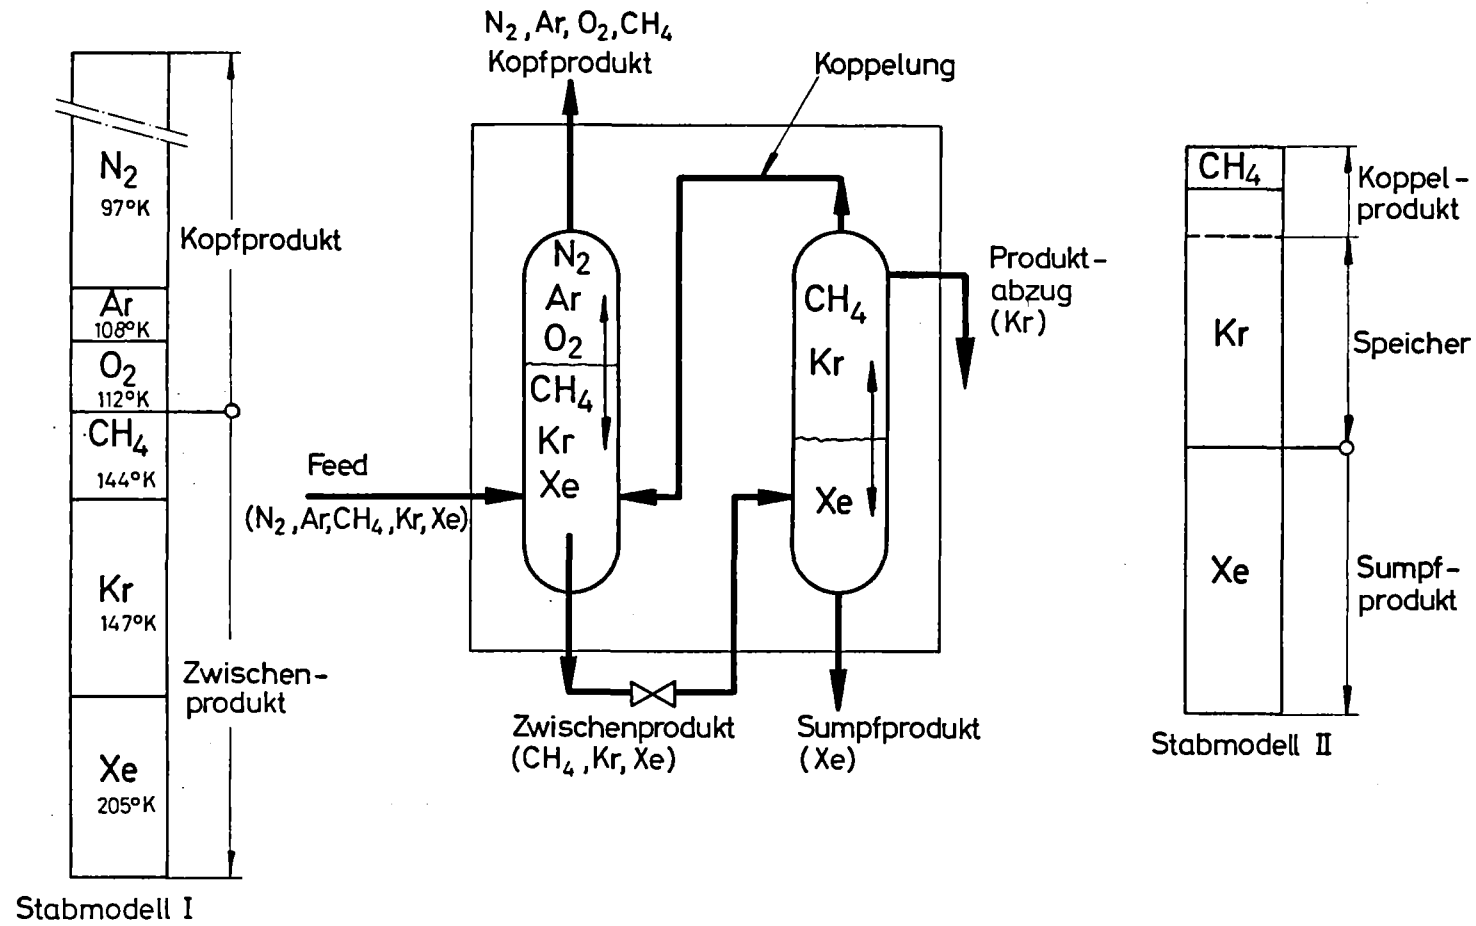 N₂
97°K
Ar
108°K
O₂
112°K
CH₄
144°K
Kr
147°K
Xe
205°K
Kopfprodukt
Zwischen-
produkt
Stabmodell I
N₂, Ar, O₂, CH₄
Kopfprodukt
Koppelung
N₂
Ar
O₂
CH₄
Kr
Xe
Feed
(N₂, Ar, CH₄, Kr, Xe)
CH₄
Kr
Xe
Produkt-
abzug
(Kr)
Zwischenprodukt
(CH₄, Kr, Xe)
Sumpfprodukt
(Xe)
CH₄
Kr
Xe
Koppel-
produkt
Speicher
Sumpf-
produkt
Stabmodell II